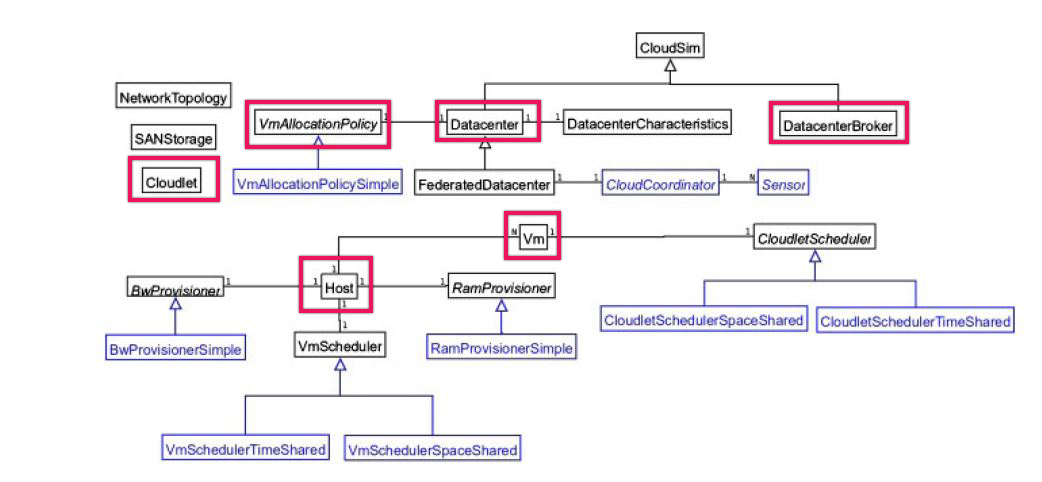 CloudSim
NetworkTopology
VmAllocationPolicy 1 1 Datacenter 1 1 DatacenterCharacteristics
DatacenterBroker
SANStorage
Cloudlet
VmAllocationPolicySimple
FederatedDatacenter 1 1 CloudCoordinator 1 N Sensor
N Vm 1 1 CloudletScheduler
1
BwProvisioner 1 1 Host 1 1 RamProvisioner
1
1
CloudletSchedulerSpaceShared
CloudletSchedulerTimeShared
BwProvisionerSimple
VmScheduler
RamProvisionerSimple
VmSchedulerTimeShared
VmSchedulerSpaceShared